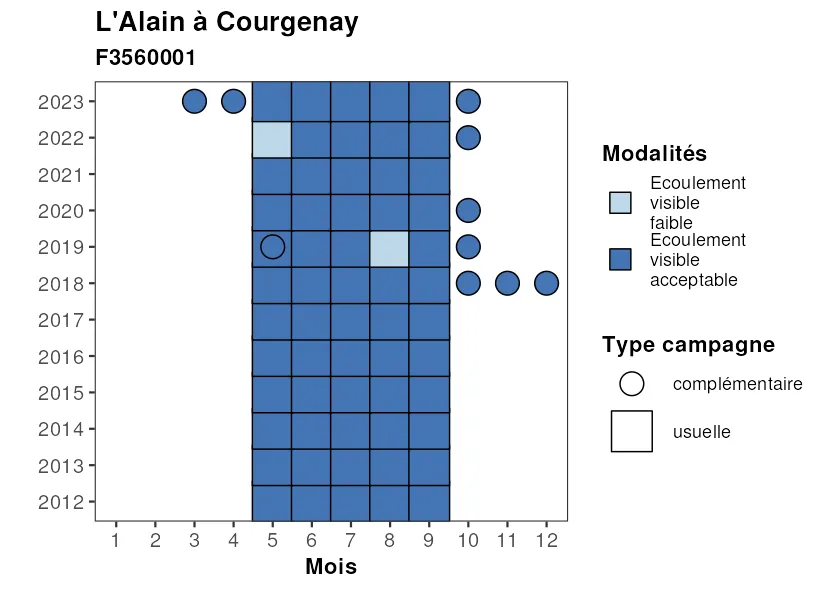 L'Alain à Courgenay
F3560001
2023
2022
2021
2020
2019
2018
2017
2016
2015
2014
2013
2012
1 2 3 4 5 6 7 8 9 10 11 12
Mois
Modalités
Ecoulement
visible
faible
Ecoulement
visible
acceptable
Type campagne
complémentaire
usuelle